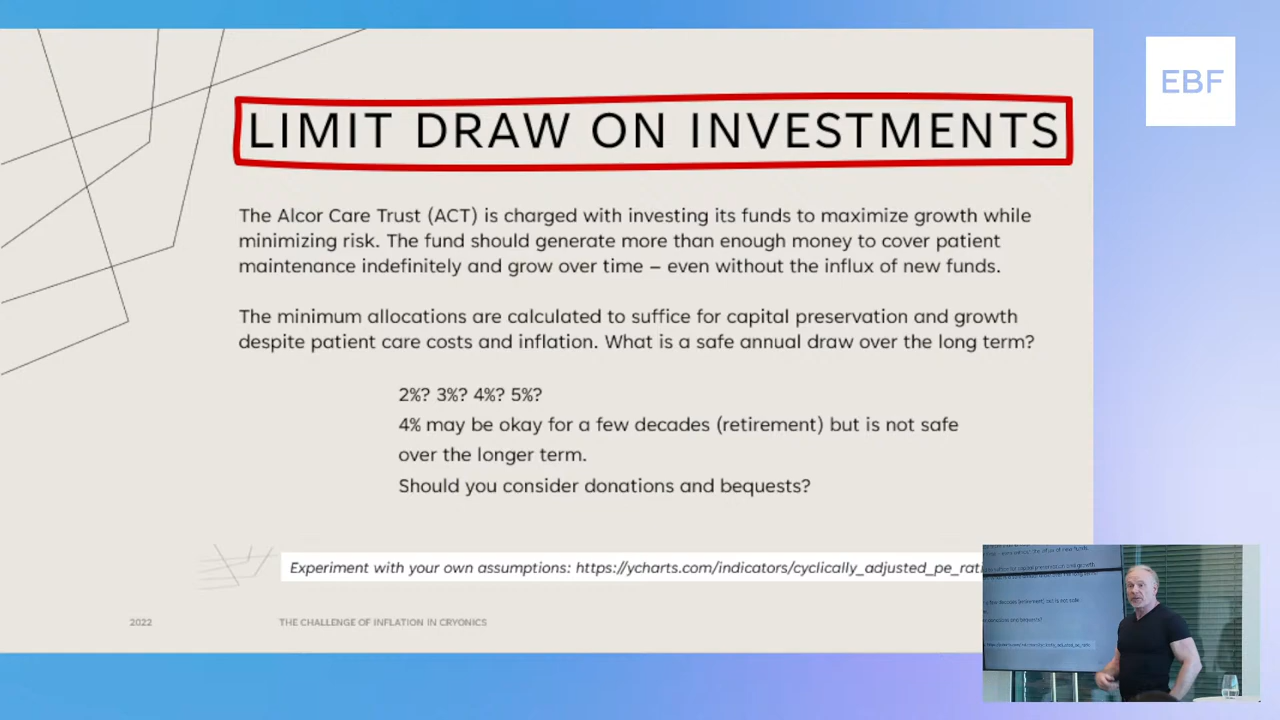 EBF
LIMIT DRAW ON INVESTMENTS
The Alcor Care Trust (ACT) is charged with investing its funds to maximize growth while
minimizing risk. The fund should generate more than enough money to cover patient
maintenance indefinitely and grow over time – even without the influx of new funds.
The minimum allocations are calculated to suffice for capital preservation and growth
despite patient care costs and inflation. What is a safe annual draw over the long term?
2%? 3%? 4%? 5%?
4% may be okay for a few decades (retirement) but is not safe
over the longer term.
Should you consider donations and bequests?
Experiment with your own assumptions: https://ycharts.com/indicators/cyclically_adjusted_pe_rat
2022
THE CHALLENGE OF INFLATION IN CRYONICS